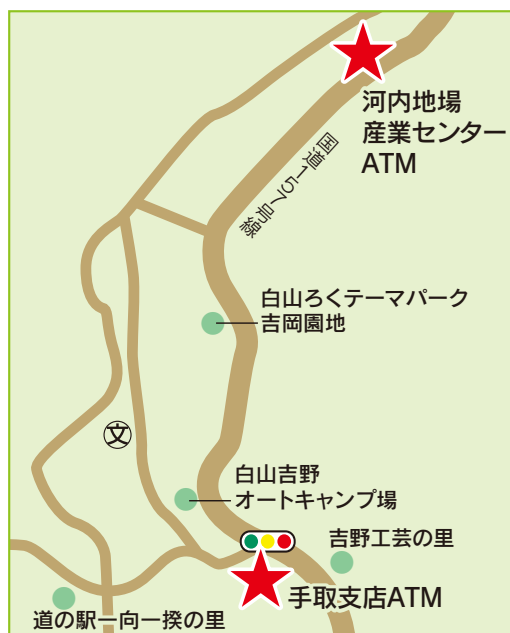 河内地場
産業センター
ATM
国道157号線
白山ろくテーマパーク
吉岡園地
文
白山吉野
オートキャンプ場
吉野工芸の里
手取支店ATM
道の駅一向一揆の里